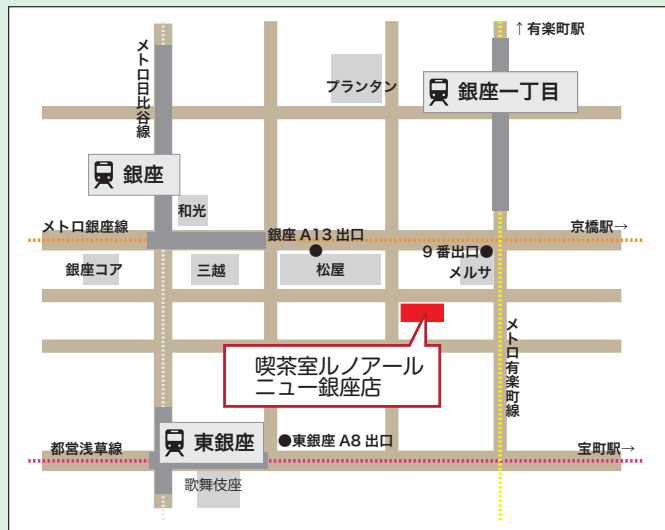 ↑有楽町駅
メトロ日比谷線
プランタン
銀座一丁目
銀座
和光
メトロ銀座線
銀座 A13 出口
京橋駅→
9 番出口●
銀座コア
三越
松屋
メルサ
メトロ有楽町線
喫茶室ルノアール
ニュー銀座店
都営浅草線
東銀座
●東銀座 A8 出口
宝町駅→
歌舞伎座